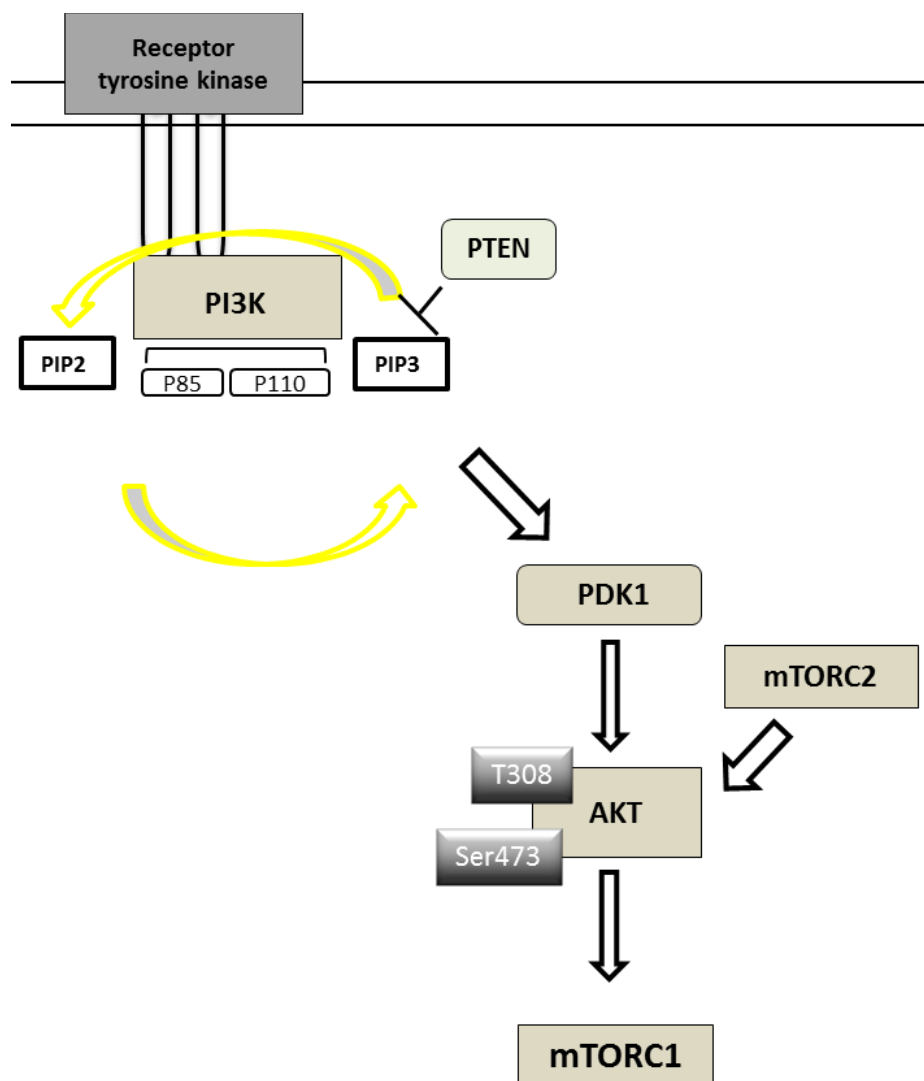 Receptor
tyrosine kinase
PTEN
PI3K
PIP2
PIP3
P85
P110
PDK1
mTORC2
T308
AKT
Ser473
mTORC1